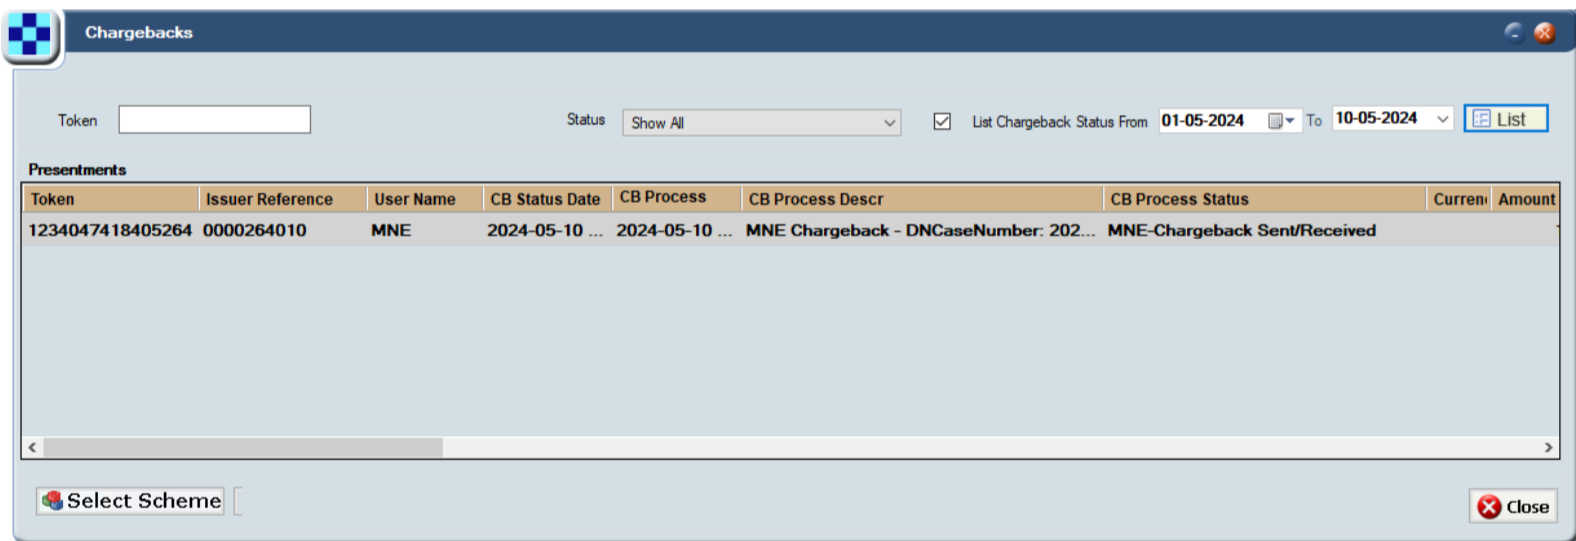 Chargebacks
Token Status Show All List Chargeback Status From 01-05-2024 To 10-05-2024 List
Presentments
Token Issuer Reference User Name CB Status Date CB Process CB Process Descr CB Process Status Curren Amount
1234047418405264 0000264010 MNE 2024-05-10 ... 2024-05-10 ... MNE Chargeback - DNCaseNumber: 202... MNE-Chargeback Sent/Received
Select Scheme Close